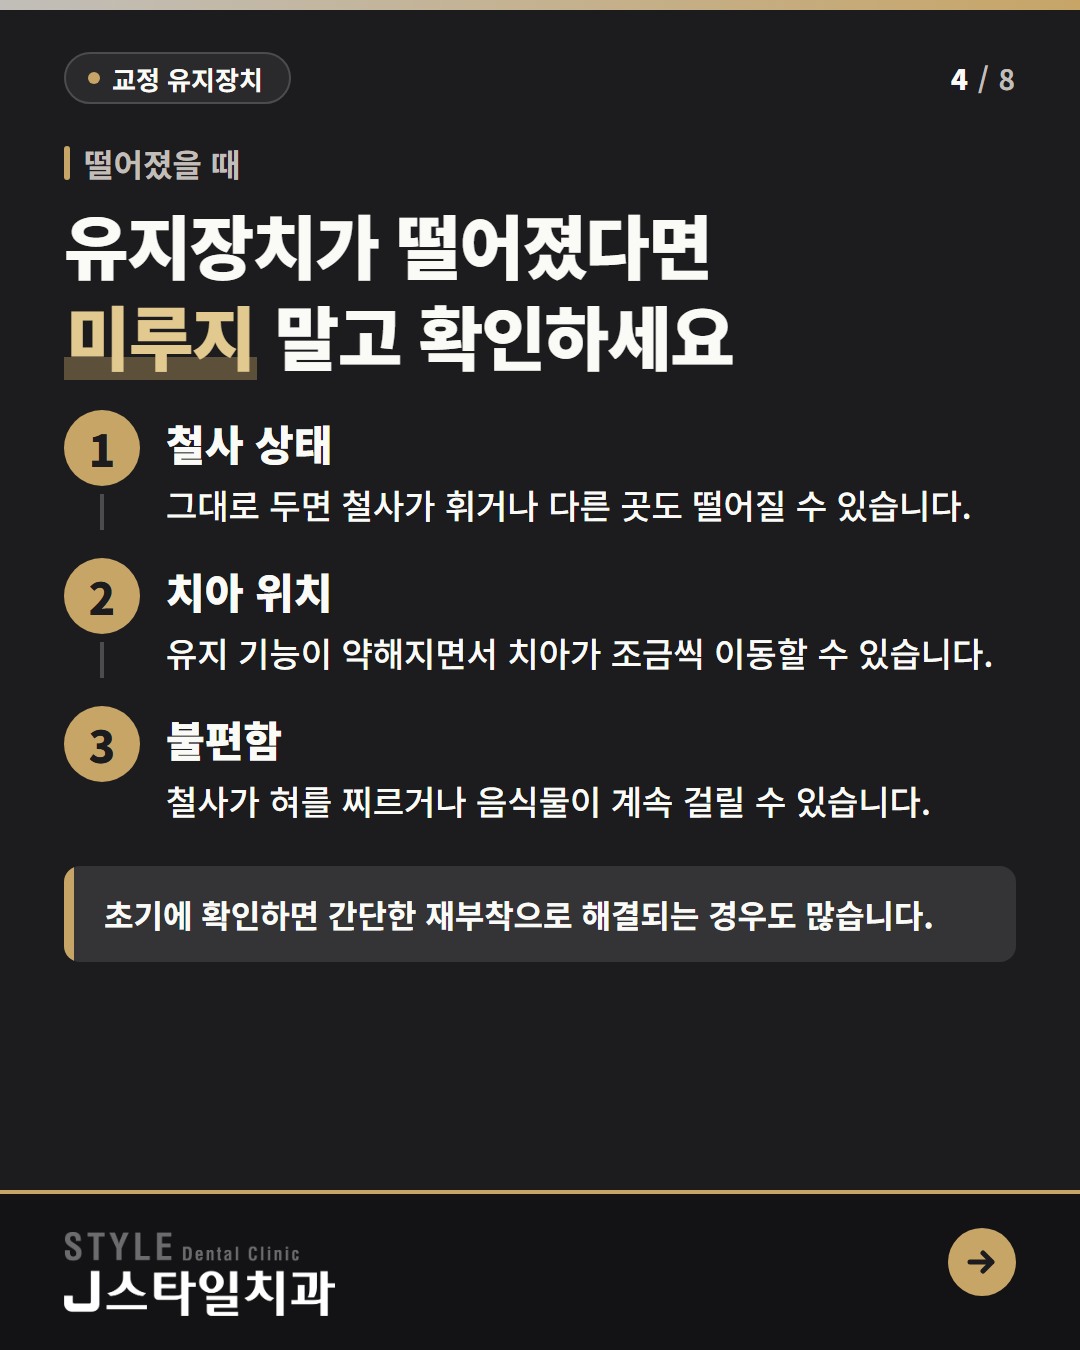 교정 유지장치
4 / 8
떨어졌을 때
유지장치가 떨어졌다면
미루지 말고 확인하세요
1 철사 상태
그대로 두면 철사가 휘거나 다른 곳도 떨어질 수 있습니다.
2 치아 위치
유지 기능이 약해지면서 치아가 조금씩 이동할 수 있습니다.
3 불편함
철사가 혀를 찌르거나 음식물이 계속 걸릴 수 있습니다.
초기에 확인하면 간단한 재부착으로 해결되는 경우도 많습니다.
STYLE Dental Clinic
J스타일치과